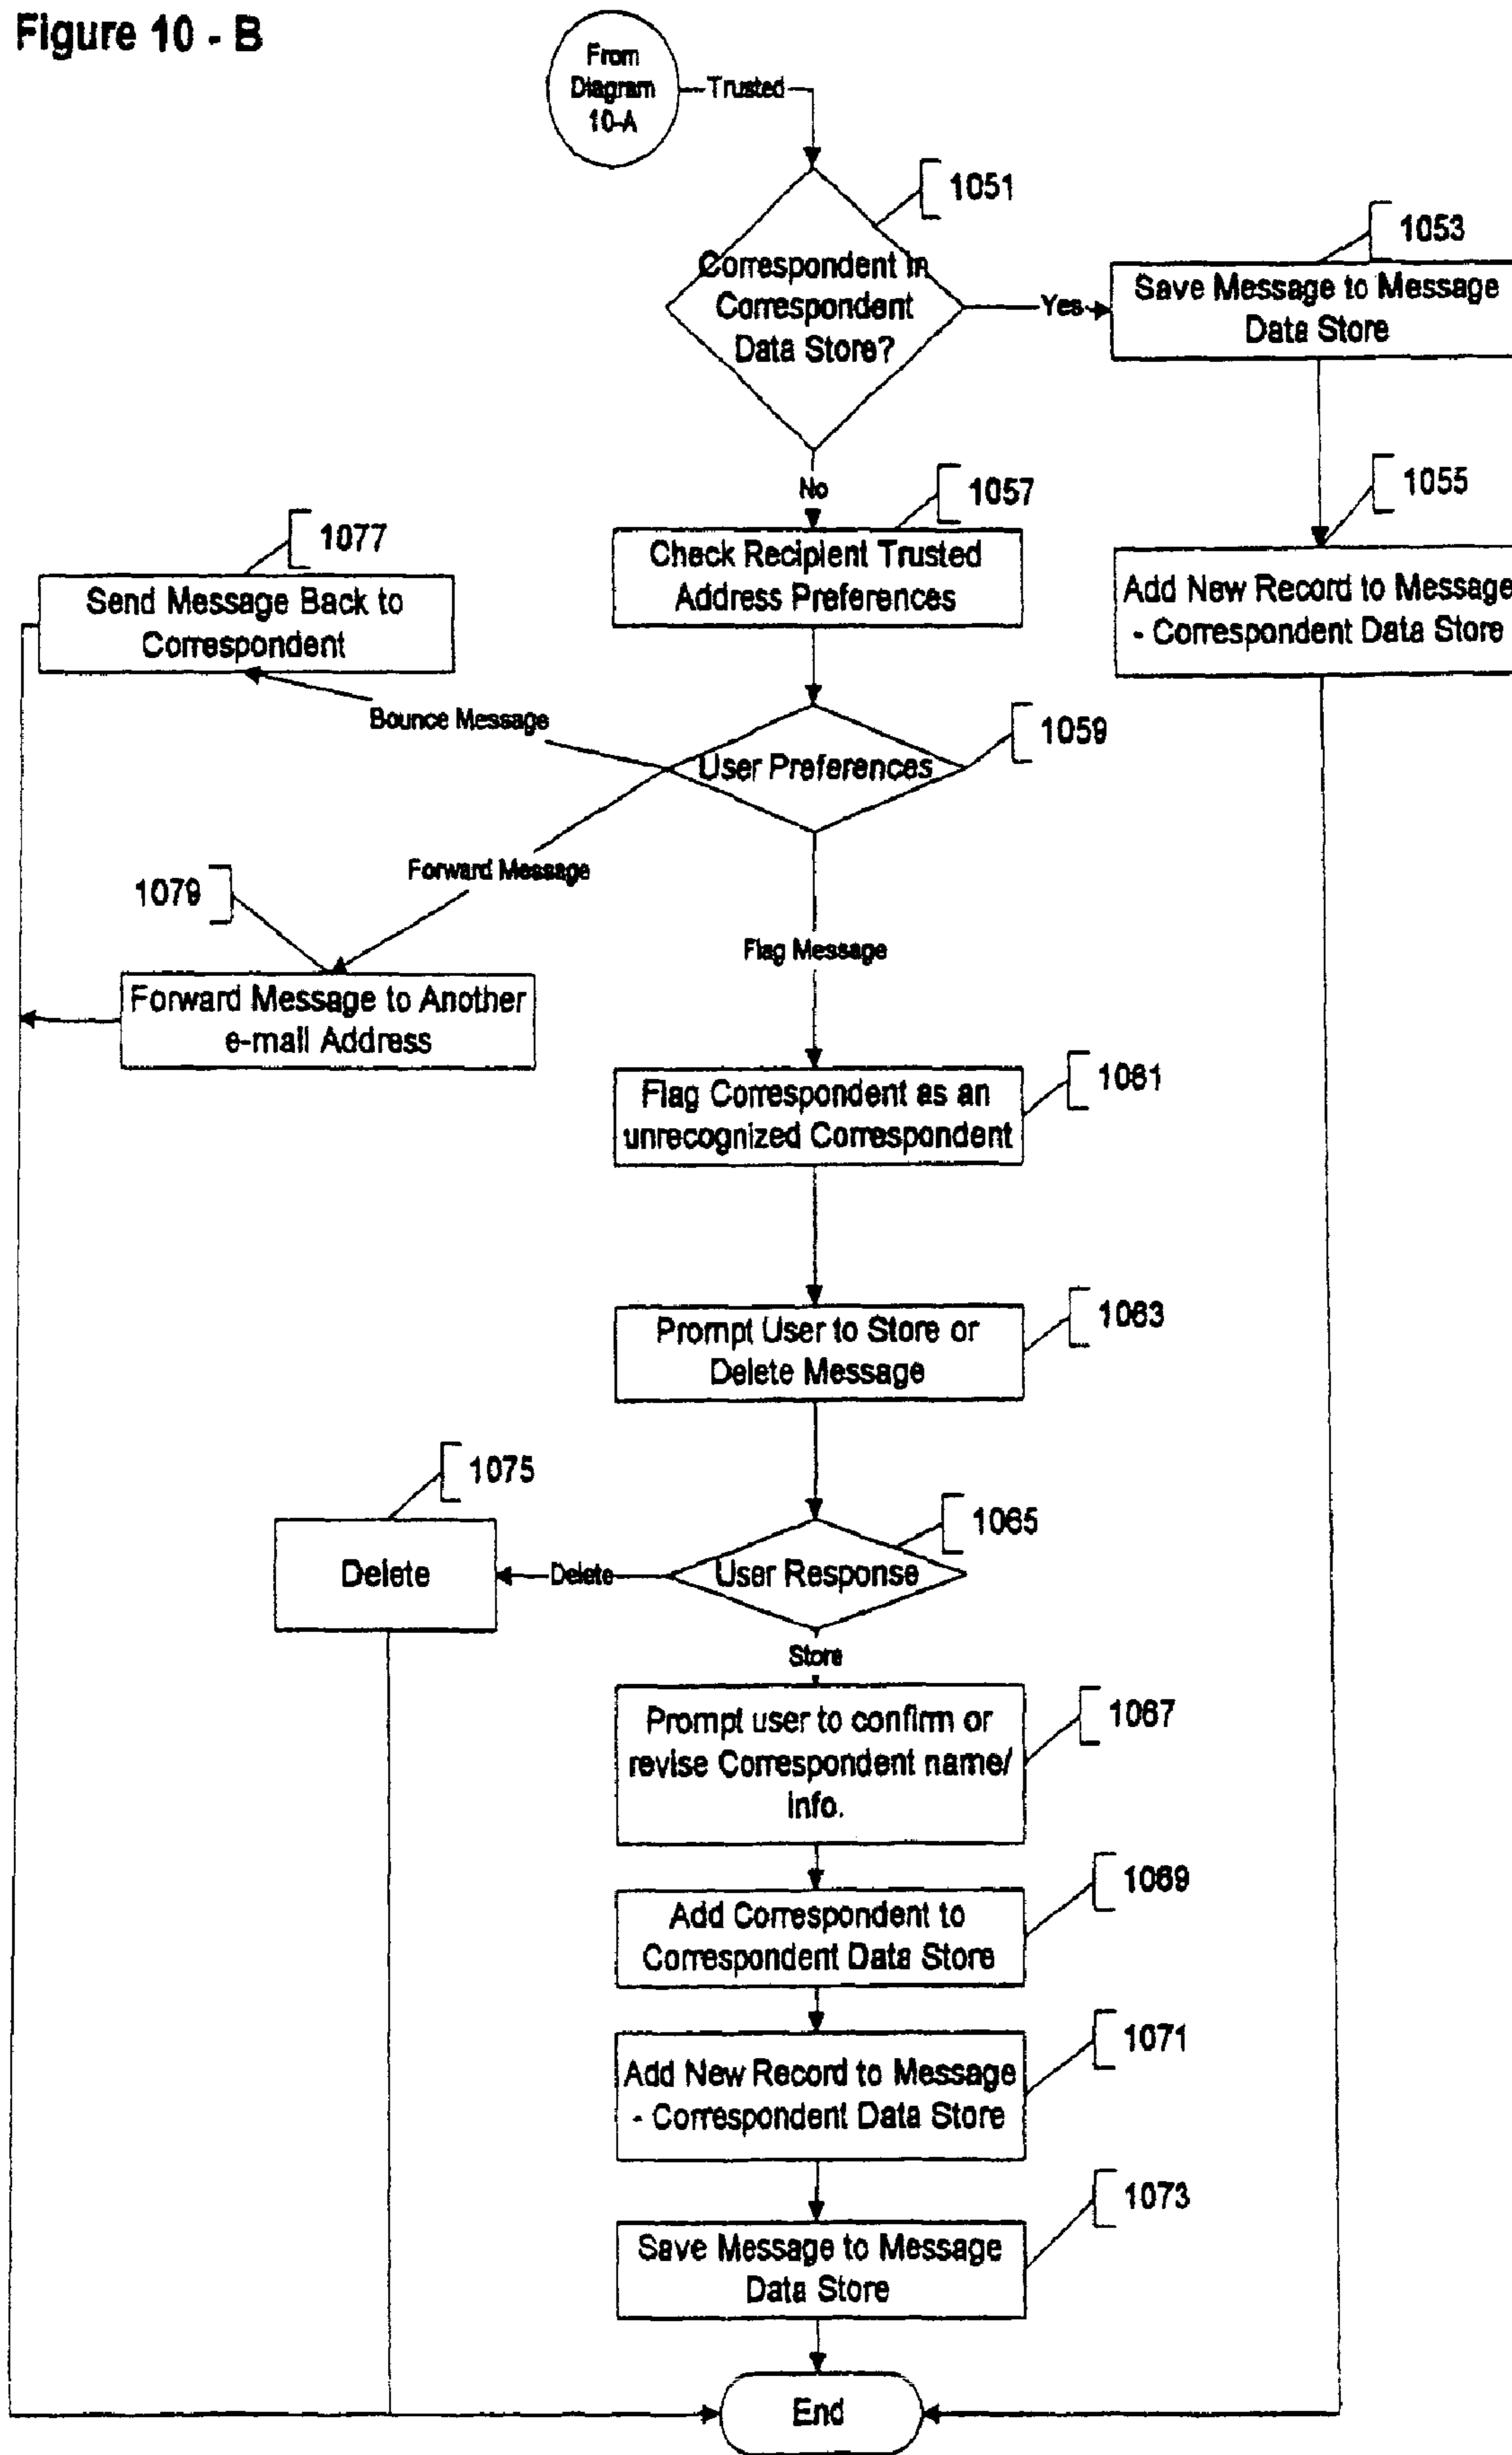 Figure 10 - B
From
Diagram
10-A
Trusted
1051
Correspondent in
Correspondent
Data Store?
Yes
1053
Save Message to Message
Data Store
No
1057
1055
Check Recipient Trusted
Address Preferences
Add New Record to Message
- Correspondent Data Store
1077
Send Message Back to
Correspondent
Bounce Message
User Preferences
1059
Forward Message
1079
Forward Message to Another
e-mail Address
Flag Message
1061
Flag Correspondent as an
unrecognized Correspondent
1063
Prompt User to Store or
Delete Message
1075
Delete
Delete
1065
User Response
Store
1067
Prompt user to confirm or
revise Correspondent name/
info.
1069
Add Correspondent to
Correspondent Data Store
1071
Add New Record to Message
- Correspondent Data Store
1073
Save Message to Message
Data Store
End